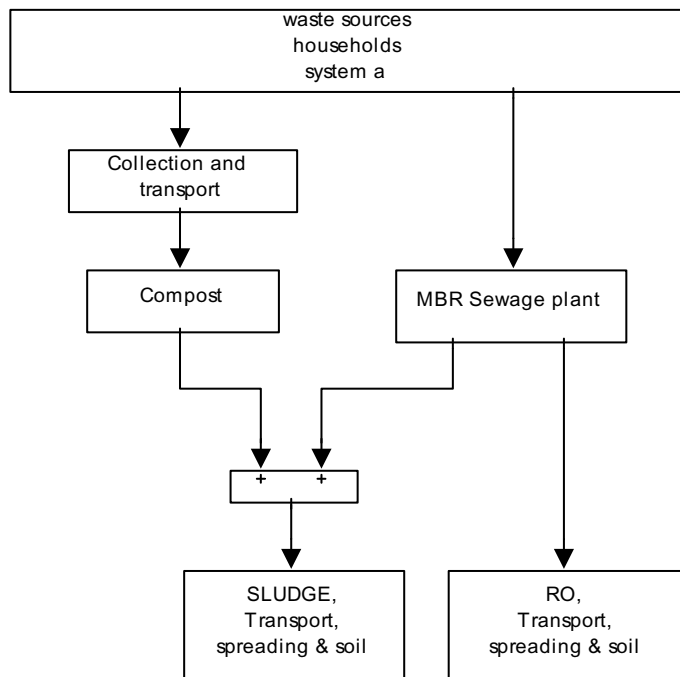 waste sources
households
system a
Collection and
transport
Compost
MBR Sewage plant
+ +
SLUDGE,
Transport,
spreading & soil
RO,
Transport,
spreading & soil